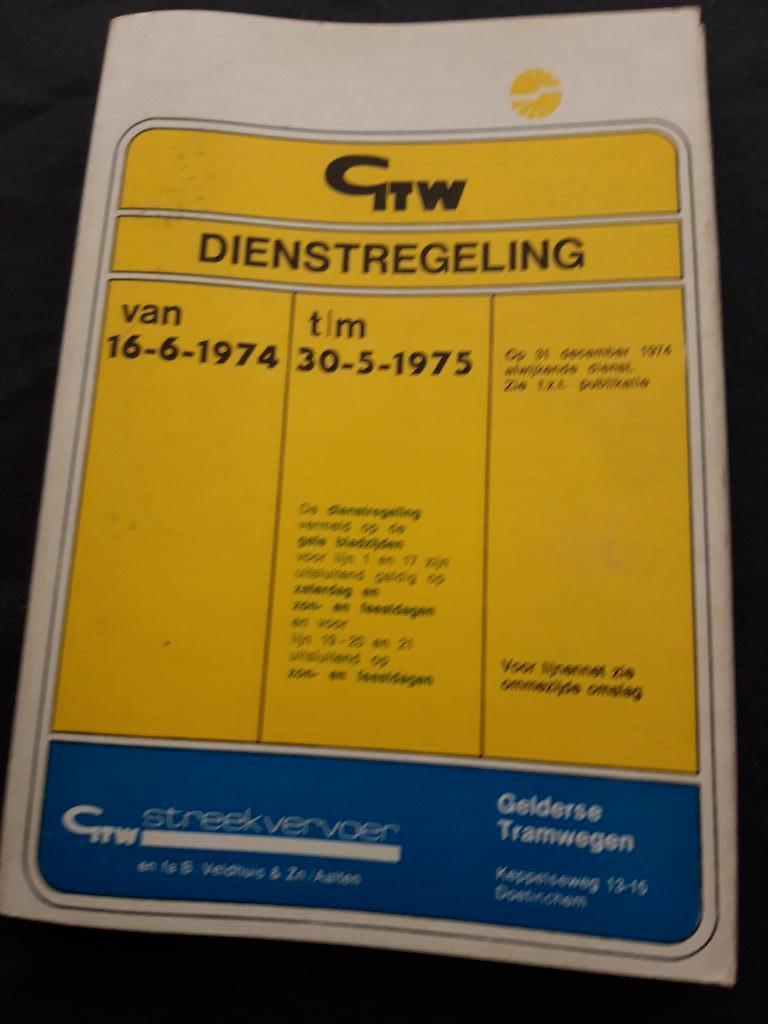 GTW
DIENSTREGELING
van
16-6-1974
t/m
30-5-1975
Op 31 december 1974
afwijkende dienst.
Zie t.z.t. publikatie
De dienstregeling
vermeld op de
gele bladzijden
voor lijn 1 en 17 zijn
uitsluitend geldig op
zaterdag en
zon- en feestdagen
en voor
lijn 19-20 en 21
uitsluitend op
zon- en feestdagen
Voor lijnennet zie
ommezijde omslag
GTW streekvervoer
en fa B. Veldhuis & Zn/Aalten
Gelderse
Tramwegen
Keppelseweg 13-15
Doetinchem